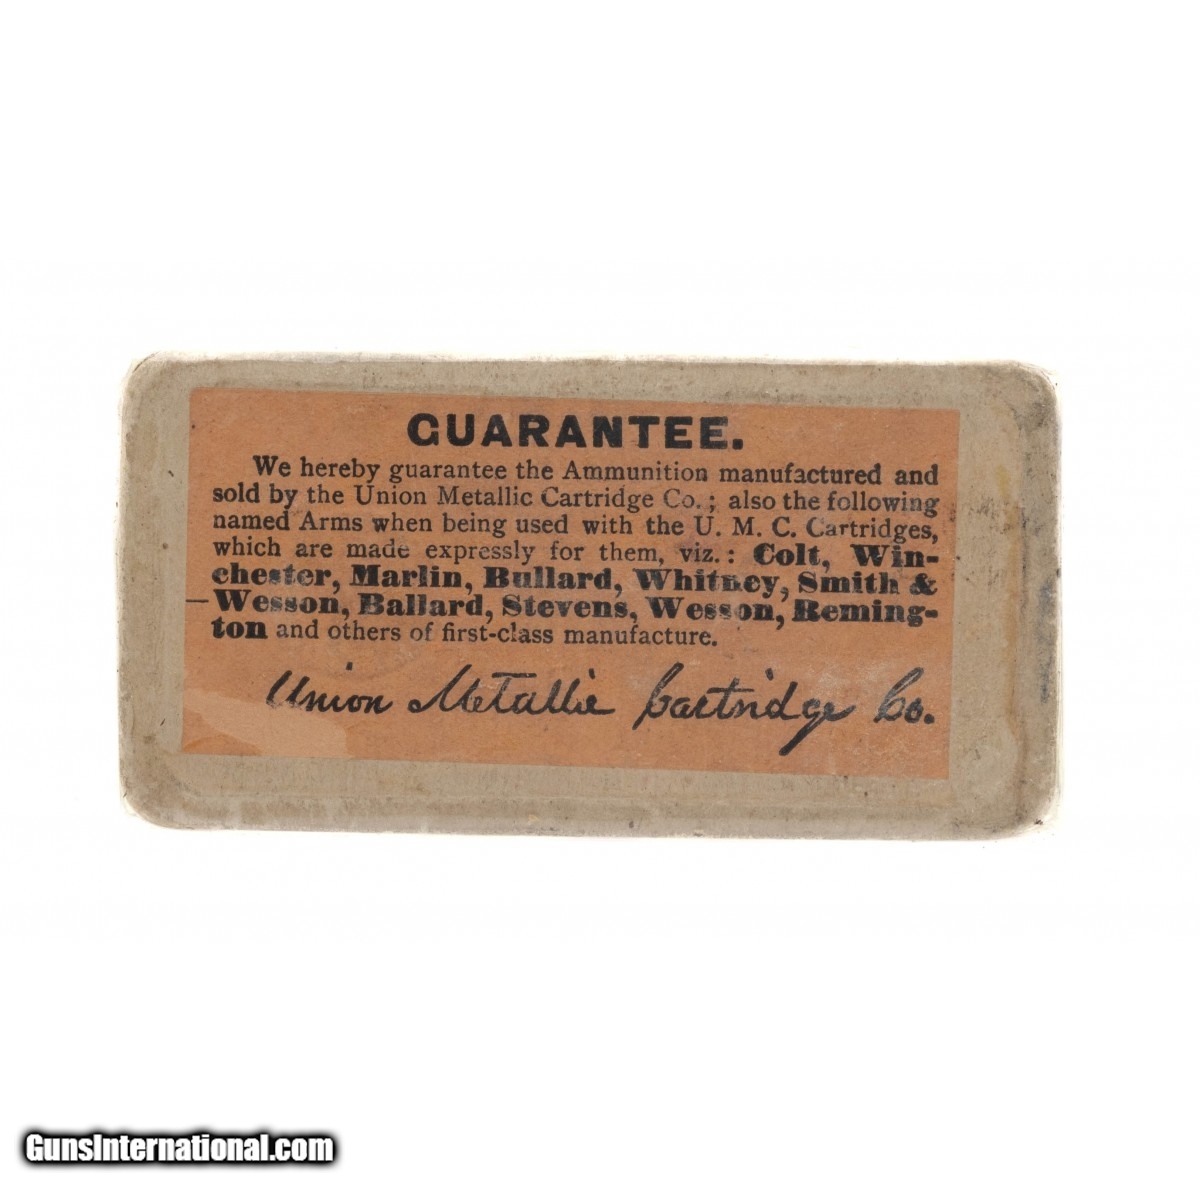 GUARANTEE.
We hereby guarantee the Ammunition manufactured and
sold by the Union Metallic Cartridge Co.; also the following
named Arms when being used with the U. M. C. Cartridges,
which are made expressly for them, viz.: Colt, Win-
chester, Marlin, Bullard, Whitney, Smith &
Wesson, Ballard, Stevens, Wesson, Reming-
ton and others of first-class manufacture.
Union Metallic Cartridge Co.
GunsInternational.com